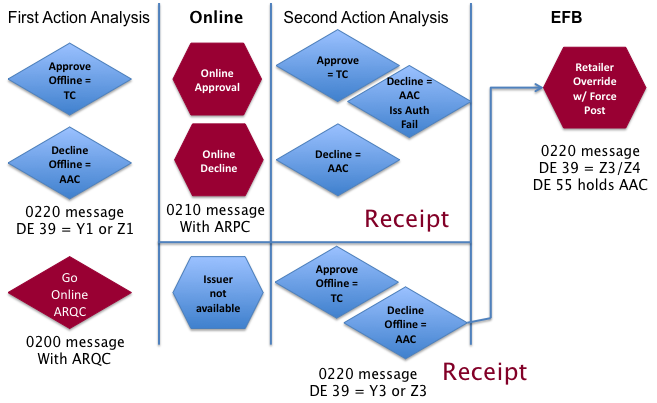 First Action Analysis
Online
Second Action Analysis
EFB
Approve
Offline =
TC
Online
Approval
Approve
= TC
Decline =
AAC
Iss Auth
Fail
Retailer
Override
w/ Force
Post
Decline
Offline =
AAC
Online
Decline
Decline =
AAC
0220 message
DE 39 = Z3/Z4
DE 55 holds AAC
0220 message
DE 39 = Y1 or Z1
0210 message
With ARPC
Receipt
Go
Online
ARQC
Issuer
not
available
Approve
Offline =
TC
Decline
Offline =
AAC
0200 message
With ARQC
0220 message
DE 39 = Y3 or Z3
Receipt